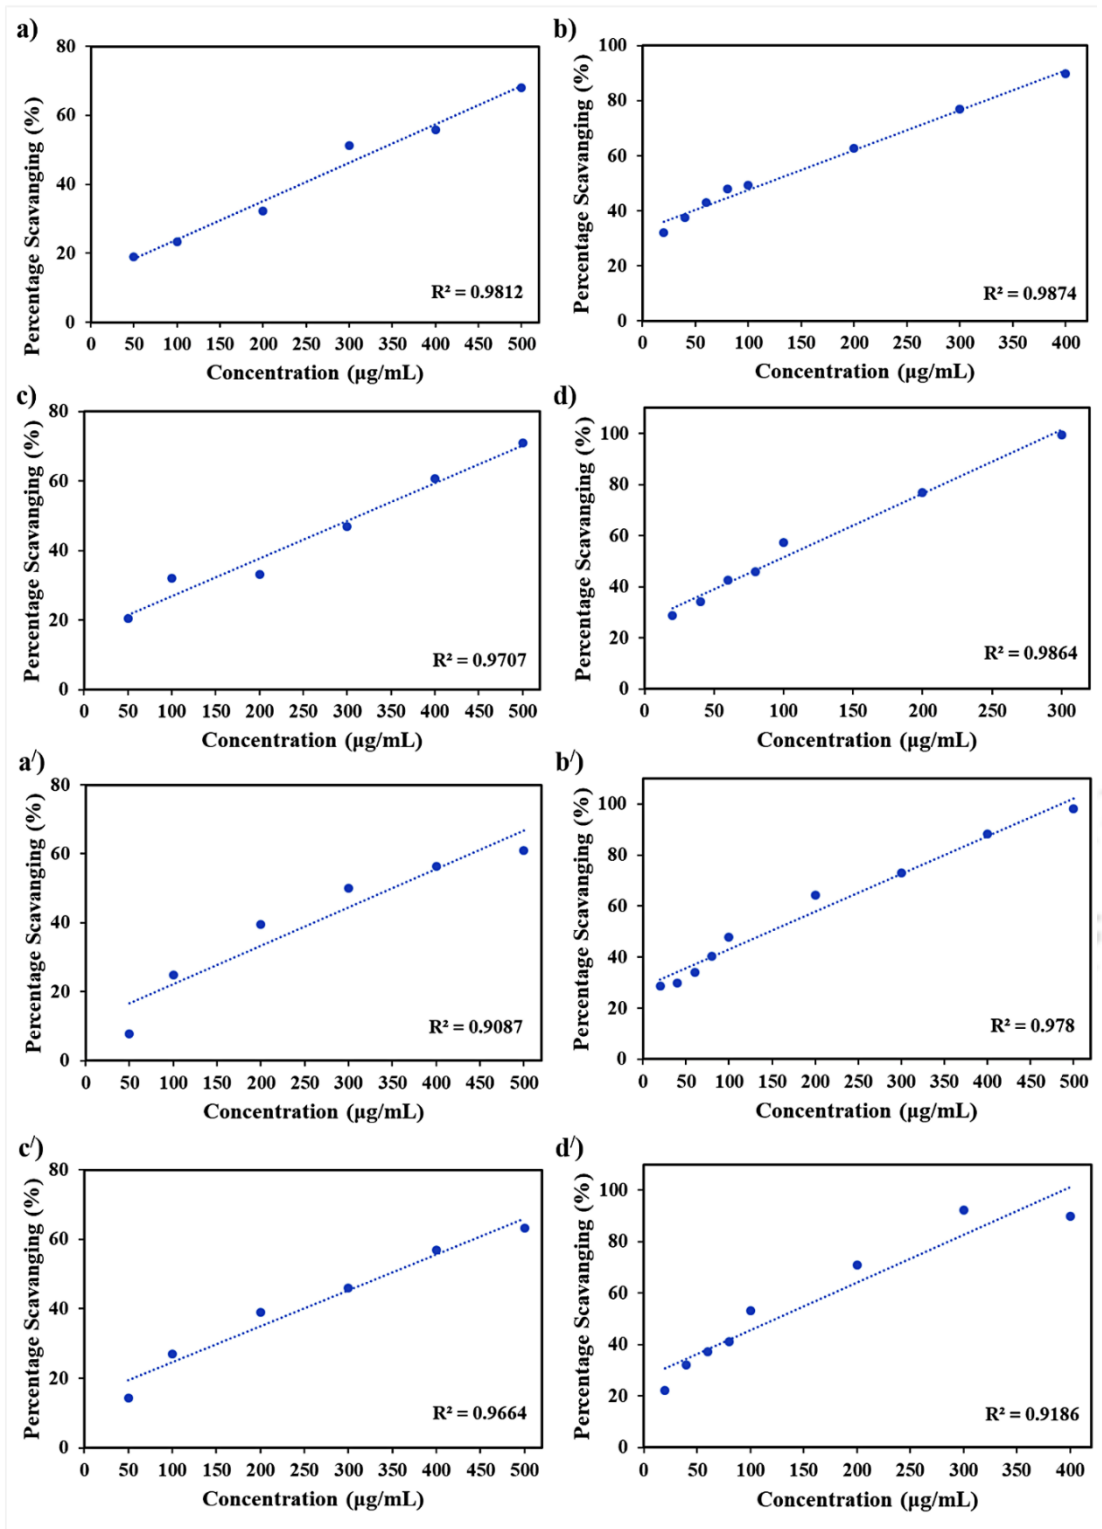 a)
80
60
40
20
0
Percentage Scavanging (%)
R² = 0.9812
0 50 100 150 200 250 300 350 400 450 500
Concentration (µg/mL)
b)
100
80
60
40
20
0
Percentage Scavanging (%)
R² = 0.9874
0 50 100 150 200 250 300 350 400
Concentration (µg/mL)
c)
80
60
40
20
0
Percentage Scavanging (%)
R² = 0.9707
0 50 100 150 200 250 300 350 400 450 500
Concentration (µg/mL)
d)
100
80
60
40
20
0
Percentage Scavanging (%)
R² = 0.9864
0 50 100 150 200 250 300
Concentration (µg/mL)
a/)
80
60
40
20
0
Percentage Scavanging (%)
R² = 0.9087
0 50 100 150 200 250 300 350 400 450 500
Concentration (µg/mL)
b/)
100
80
60
40
20
0
Percentage Scavanging (%)
R² = 0.978
0 50 100 150 200 250 300 350 400 450 500
Concentration (µg/mL)
c/)
80
60
40
20
0
Percentage Scavanging (%)
R² = 0.9664
0 50 100 150 200 250 300 350 400 450 500
Concentration (µg/mL)
d/)
100
80
60
40
20
0
Percentage Scavanging (%)
R² = 0.9186
0 50 100 150 200 250 300 350 400
Concentration (µg/mL)